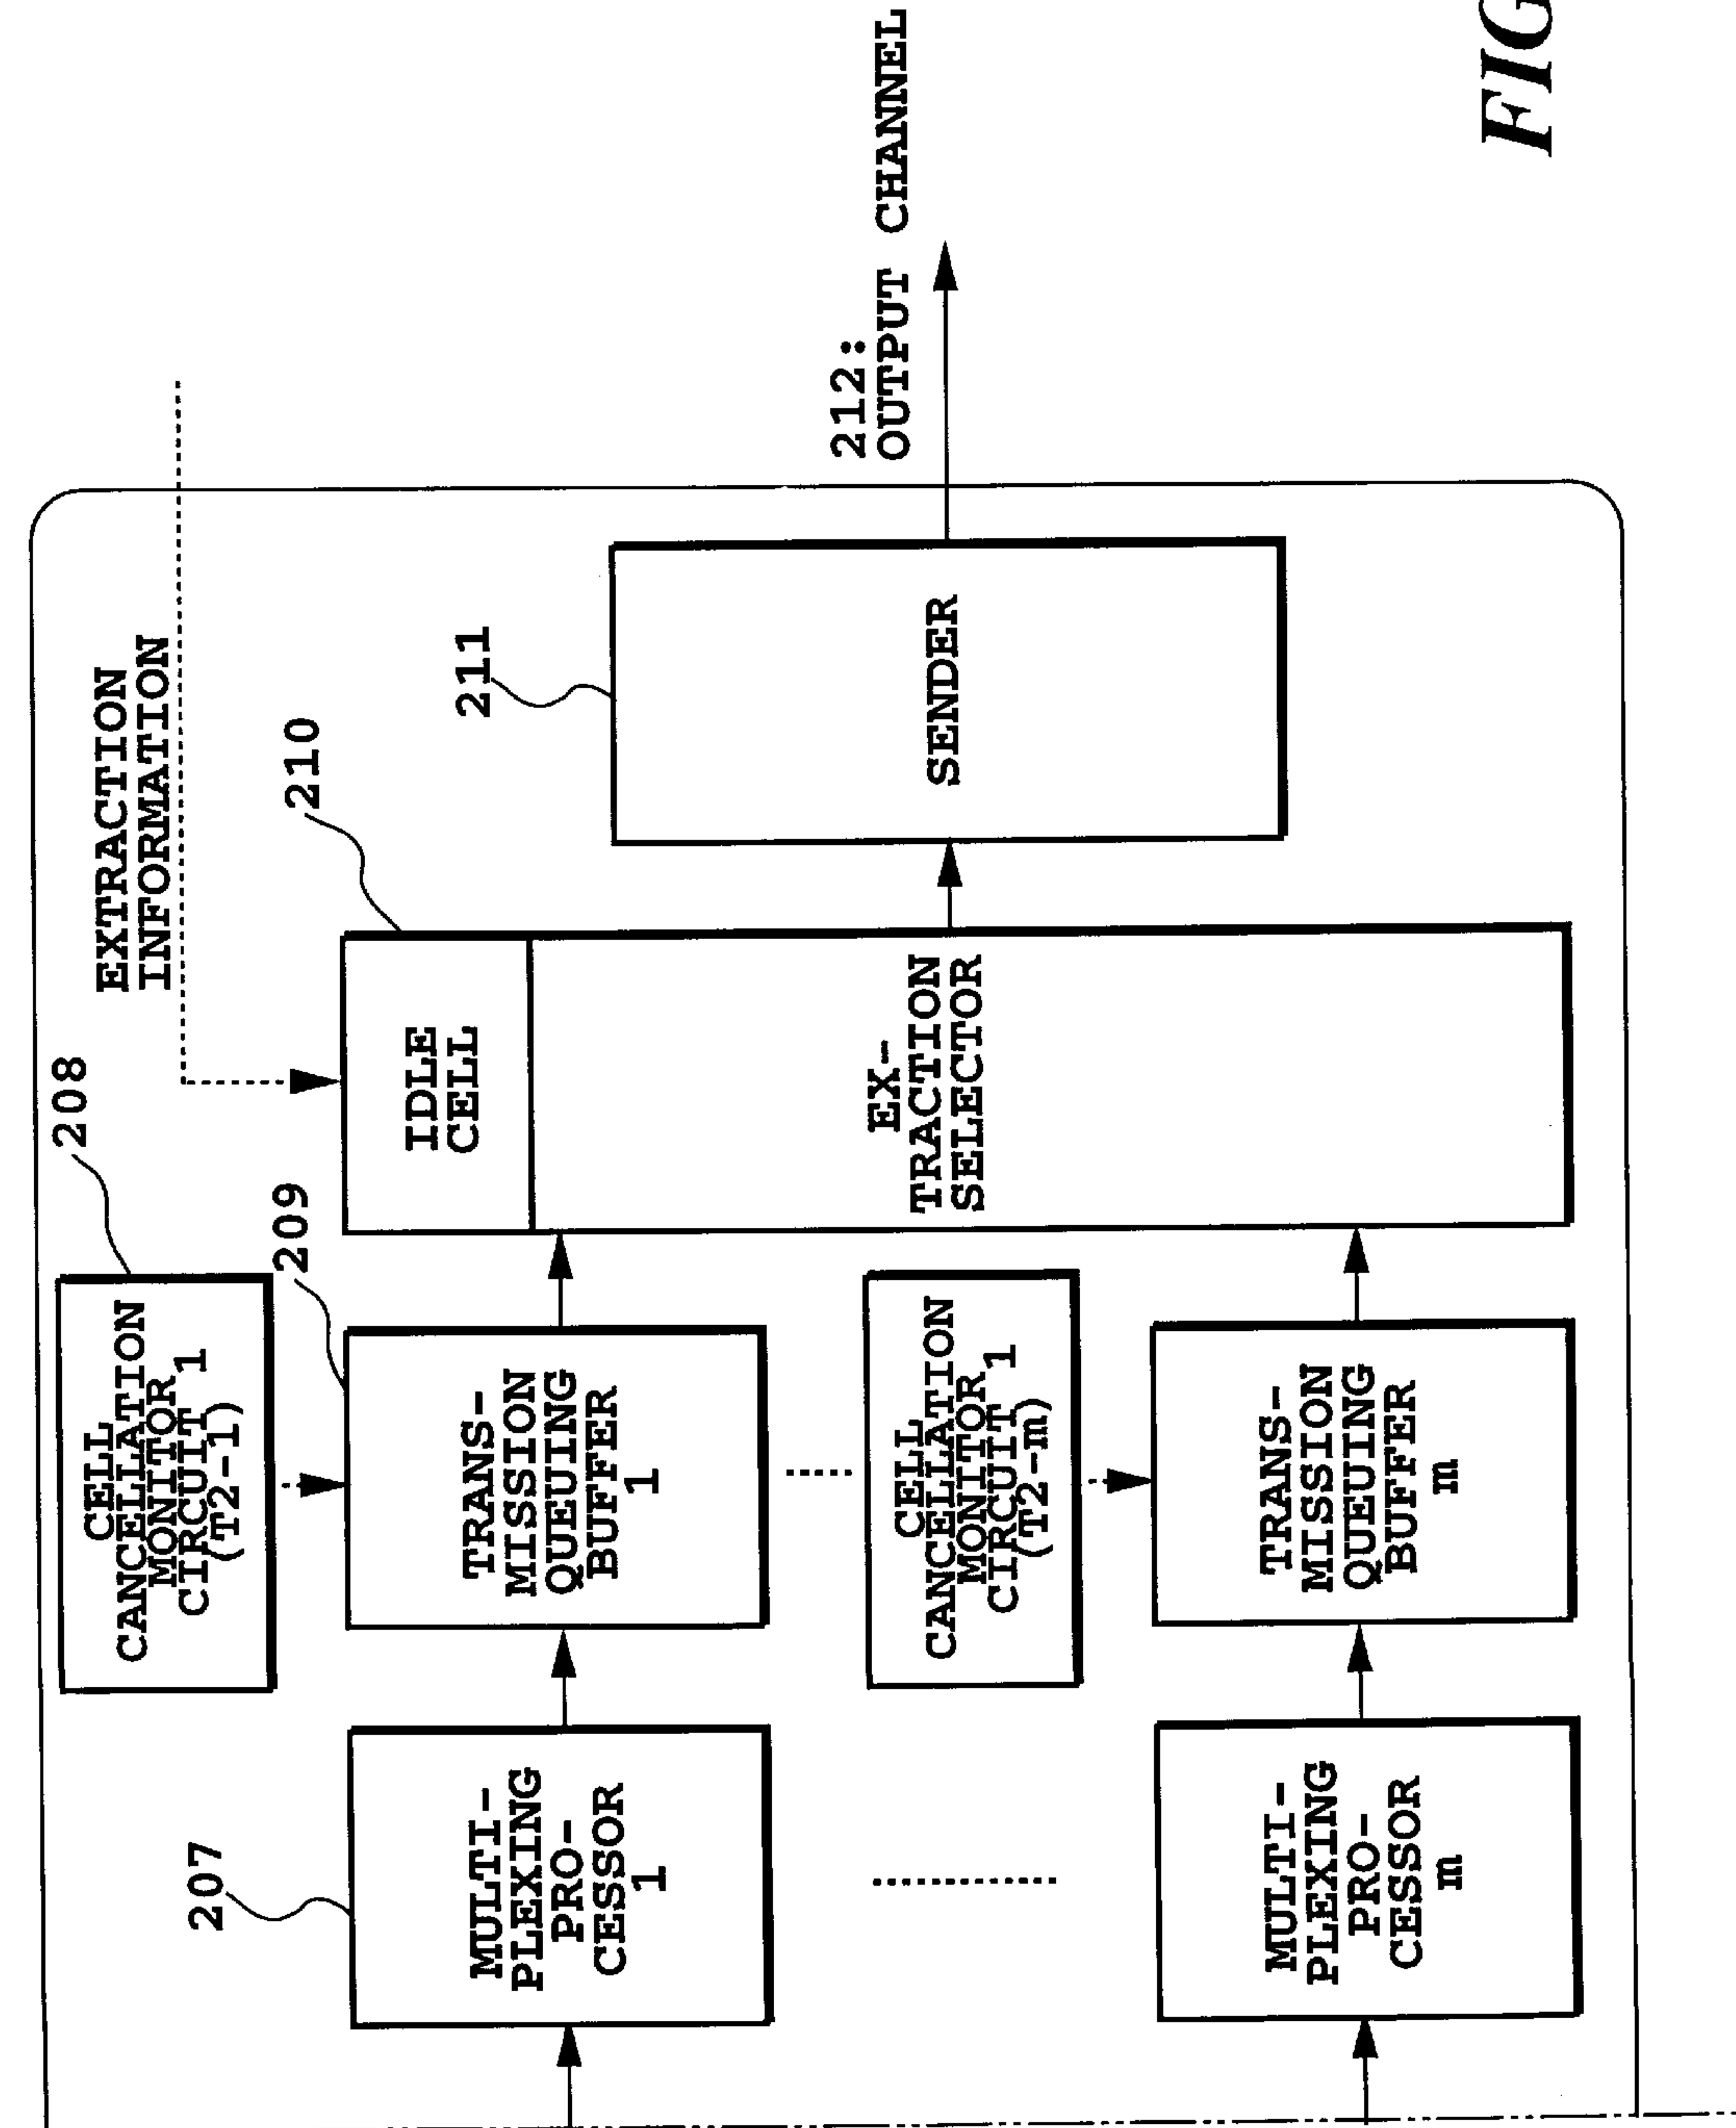 EXTRACTION
INFORMATION
208
CELL
CANCELLATION
MONITOR
CIRCUIT 1
(T2-1)
207
MULTI-
PLEXING
PRO-
CESSOR
1
209
TRANS-
MISSION
QUEUING
BUFFER
1
210
IDLE
CELL
EX-
TRACTION
SELECTOR
211
SENDER
212:
OUTPUT CHANNEL
CELL
CANCELLATION
MONITOR
CIRCUIT 1
(T2-m)
MULTI-
PLEXING
PRO-
CESSOR
m
TRANS-
MISSION
QUEUING
BUFFER
m
FIG